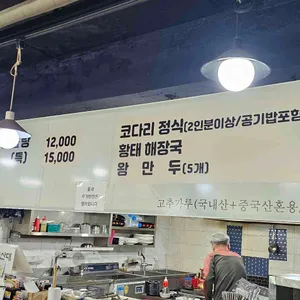 12,000
(특) 15,000
코다리 정식(2인분이상/공기밥포함
황태 해장국
왕 만 두(5개)
고추가루(국내산+중국산혼용